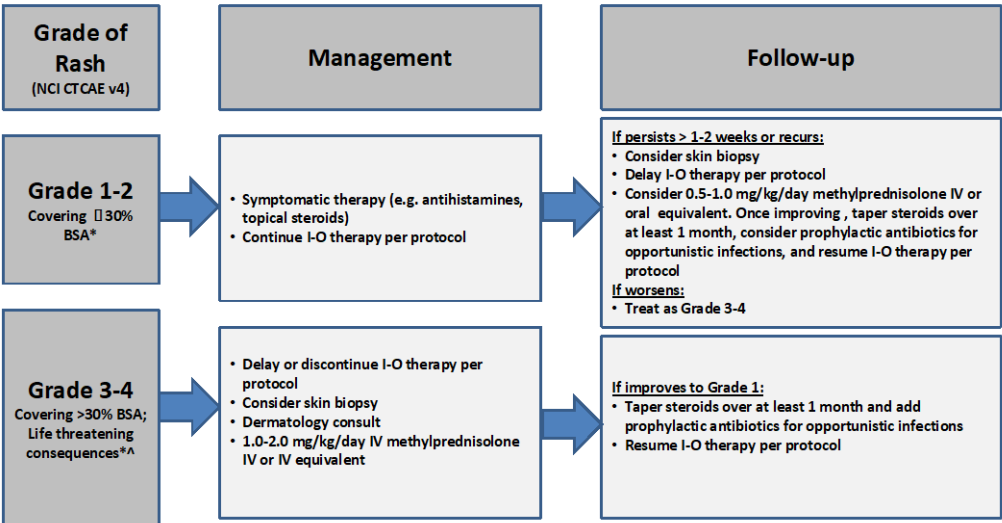 Grade of
Rash
(NCI CTCAE v4)
Management
Follow-up
Grade 1-2
Covering 30%
BSA*
• Symptomatic therapy (e.g. antihistamines,
topical steroids)
• Continue I-O therapy per protocol
If persists > 1-2 weeks or recurs:
• Consider skin biopsy
• Delay I-O therapy per protocol
• Consider 0.5-1.0 mg/kg/day methylprednisolone IV or
oral equivalent. Once improving , taper steroids over
at least 1 month, consider prophylactic antibiotics for
opportunistic infections, and resume I-O therapy per
protocol
If worsens:
• Treat as Grade 3-4
Grade 3-4
Covering >30% BSA;
Life threatening
consequences*^
• Delay or discontinue I-O therapy per
protocol
• Consider skin biopsy
• Dermatology consult
• 1.0-2.0 mg/kg/day IV methylprednisolone
IV or IV equivalent
If improves to Grade 1:
• Taper steroids over at least 1 month and add
prophylactic antibiotics for opportunistic infections
• Resume I-O therapy per protocol